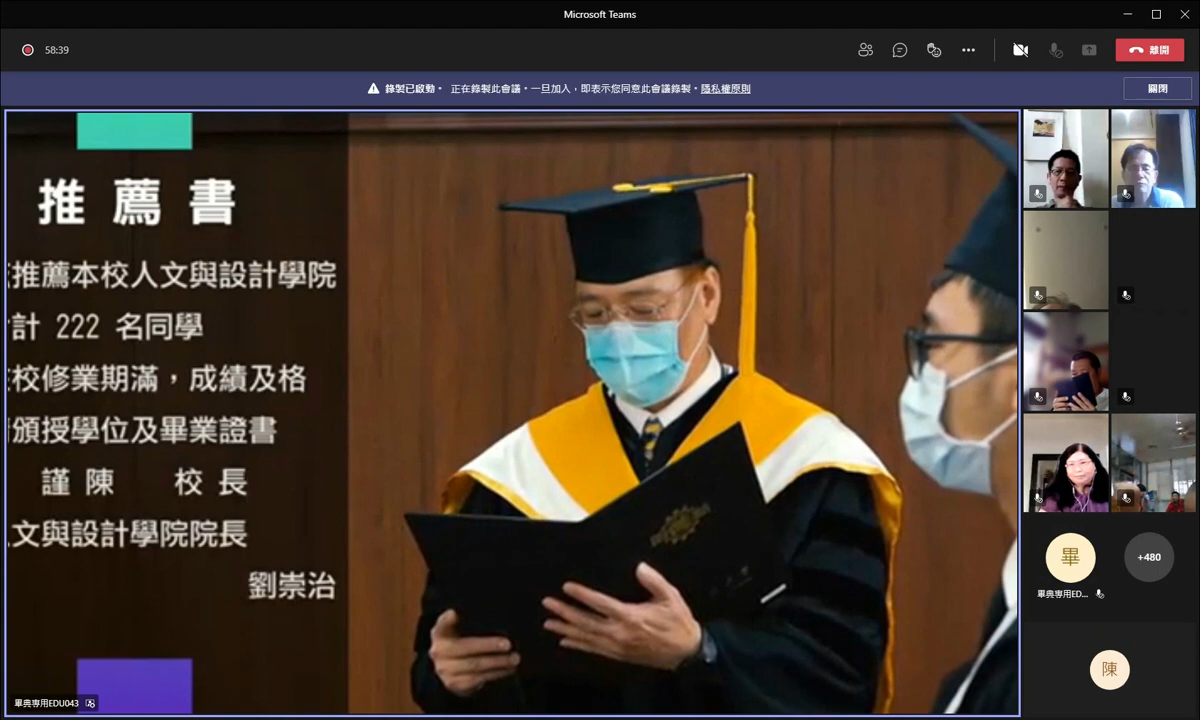 Microsoft Teams
58:39
離開
錄製已啟動。 正在錄製此會議。一旦加入，即表示您同意此會議錄製。隱私權原則
關閉
推薦書
推薦本校人文與設計學院
計 222 名同學
校修業期滿，成績及格
頒授學位及畢業證書
謹陳 校長
文與設計學院院長
劉崇治
畢典専用EDU043
畢
+480
畢典専用ED...
陳